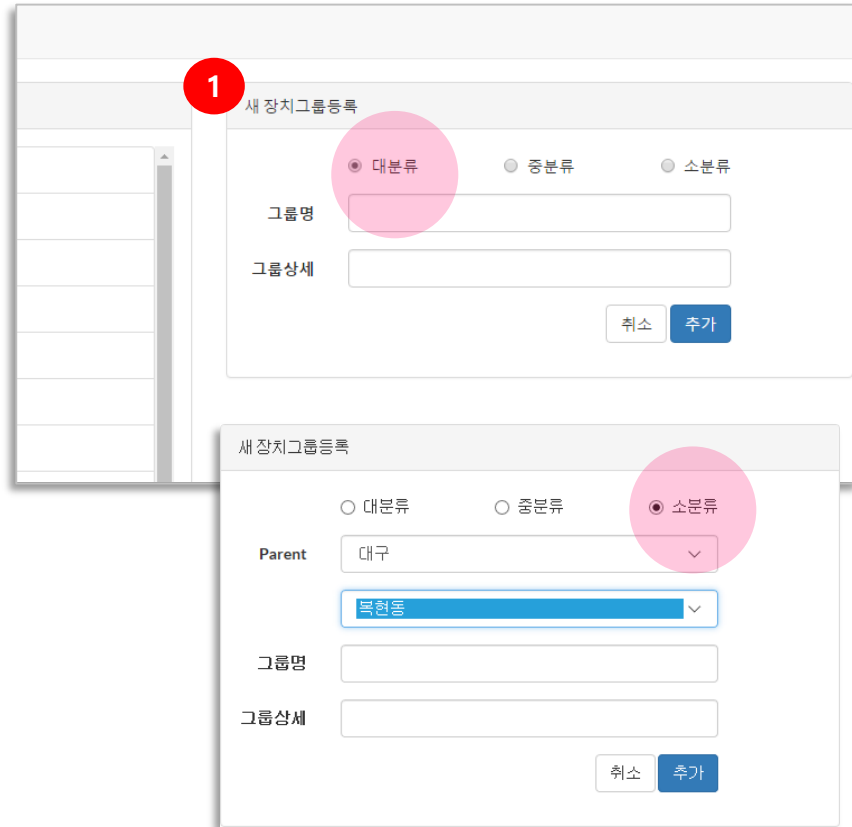 1
새 장치그룹등록
대분류 중분류 소분류
그룹명
그룹상세
취소 추가
새 장치그룹등록
대분류 중분류 소분류
Parent 대구
복현동
그룹명
그룹상세
취소 추가